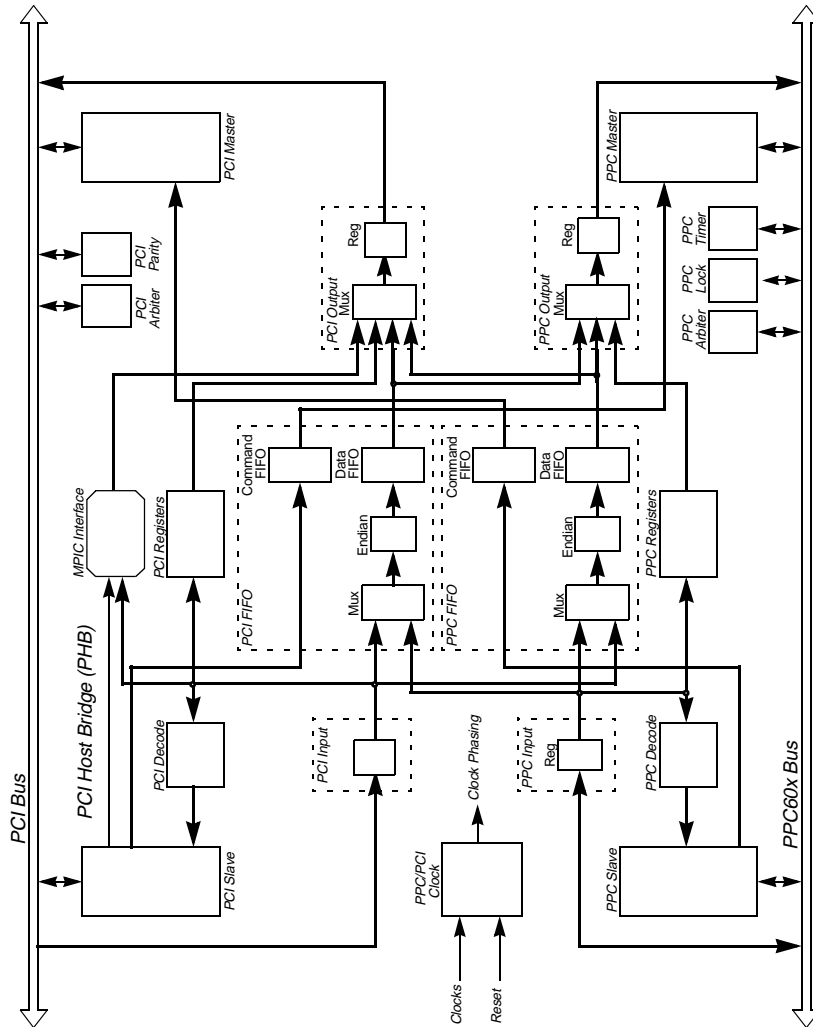 PCI Bus
PCI Host Bridge (PHB)
PCI Slave
PCI Decode
MPIC Interface
PCI Registers
PCI
Arbiter
PCI
Parity
PCI Master
PCI Input
PCI FIFO
Mux
Endian
Command
FIFO
Data
FIFO
PCI Output
Mux
Reg
Clocks
Reset
PPC/PCI
Clock
Clock Phasing
PPC Input
Reg
PPC FIFO
Mux
Endian
Command
FIFO
Data
FIFO
PPC Output
Mux
Reg
PPC Slave
PPC Decode
PPC Registers
PPC
Arbiter
PPC
Lock
PPC
Timer
PPC Master
PPC60x Bus